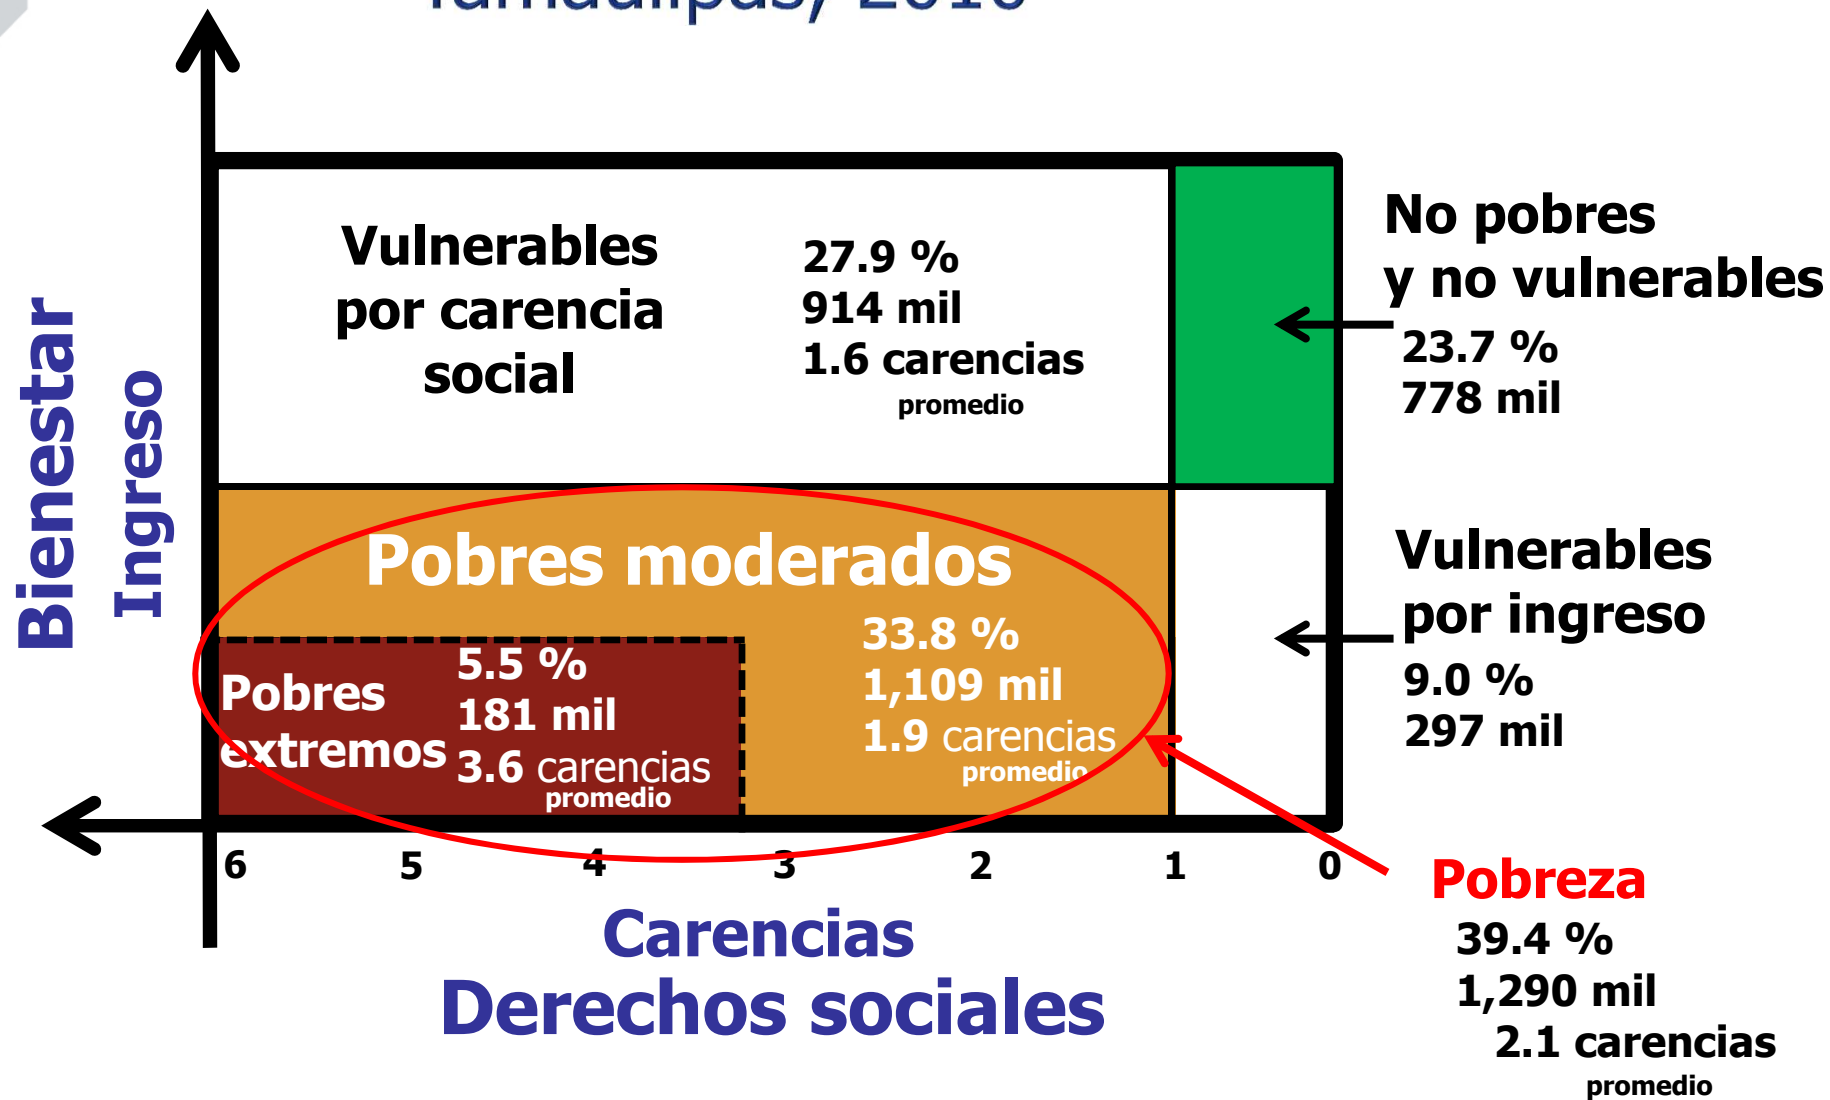 Tamaulipas, 2010
Bienestar
Ingreso
Vulnerables
por carencia
social
27.9 %
914 mil
1.6 carencias
promedio
No pobres
y no vulnerables
23.7 %
778 mil
Pobres moderados
33.8 %
1,109 mil
1.9 carencias
promedio
Pobres
extremos
5.5 %
181 mil
3.6 carencias
promedio
Vulnerables
por ingreso
9.0 %
297 mil
6 5 4 3 2 1 0
Carencias
Derechos sociales
Pobreza
39.4 %
1,290 mil
2.1 carencias
promedio